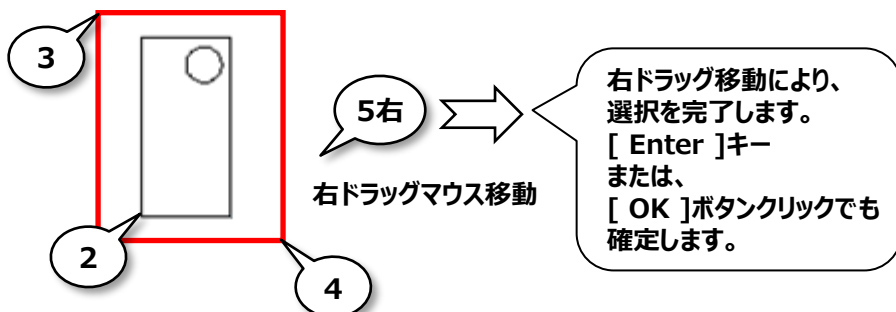 3
5右
右ドラッグ移動により、
選択を完了します。
[ Enter ]キー
または、
[ OK ]ボタンクリックでも
確定します。
右ドラッグマウス移動
2
4